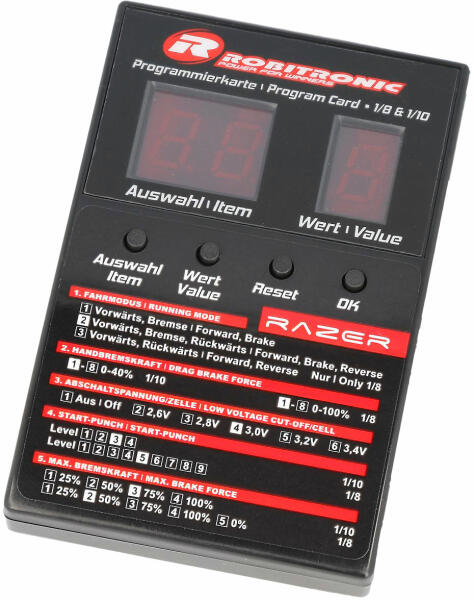 ROBITRONIC
POWER FOR WINNERS
Programmierkarte | Program Card • 1/8 & 1/10
8.8. 8
Auswahl | Item Wert | Value
Auswahl Item Wert Value Reset OK
1. FAHRMODUS | RUNNING MODE RAZER
1 Vorwärts, Bremse | Forward, Brake
2 Vorwärts, Bremse, Rückwärts | Forward, Brake, Reverse
3 Vorwärts, Rückwärts | Forward, Reverse Nur | Only 1/8
2. HANDBREMSKRAFT | DRAG BRAKE FORCE
1 - 8 0-40% 1/10 1 - 8 0-100% 1/8
3. ABSCHALTSPANNUNG/ZELLE | LOW VOLTAGE CUT-OFF/CELL
1 Aus | Off 2 2,6V 3 2,8V 4 3,0V 5 3,2V 6 3,4V
4. START-PUNCH | START-PUNCH
Level 1 2 3 4 1/10
Level 1 2 3 4 5 6 7 8 9 1/8
5. MAX. BREMSKRAFT | MAX. BRAKE FORCE
1 25% 2 50% 3 75% 4 100% 1/10
1 25% 2 50% 3 75% 4 100% 5 0% 1/8